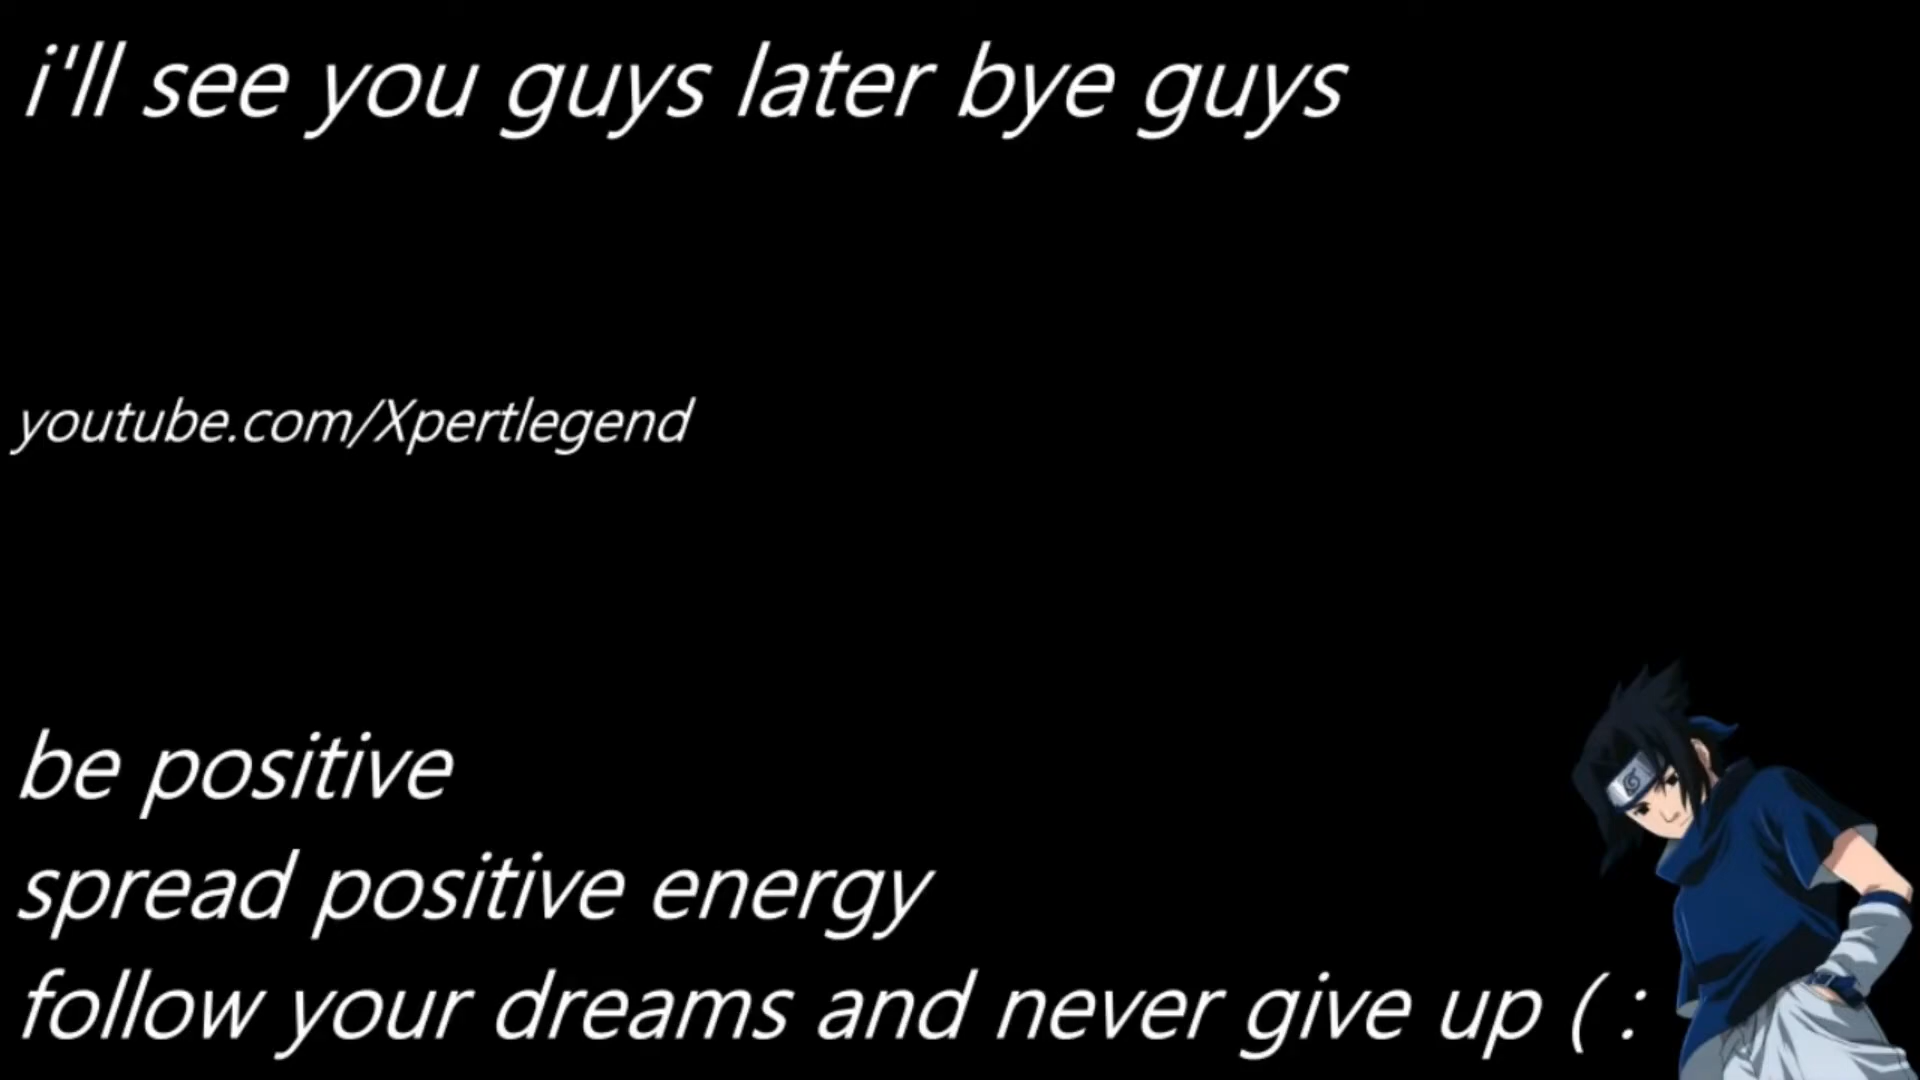 i'll see you guys later bye guys
youtube.com/Xpertlegend
be positive
spread positive energy
follow your dreams and never give up ( :